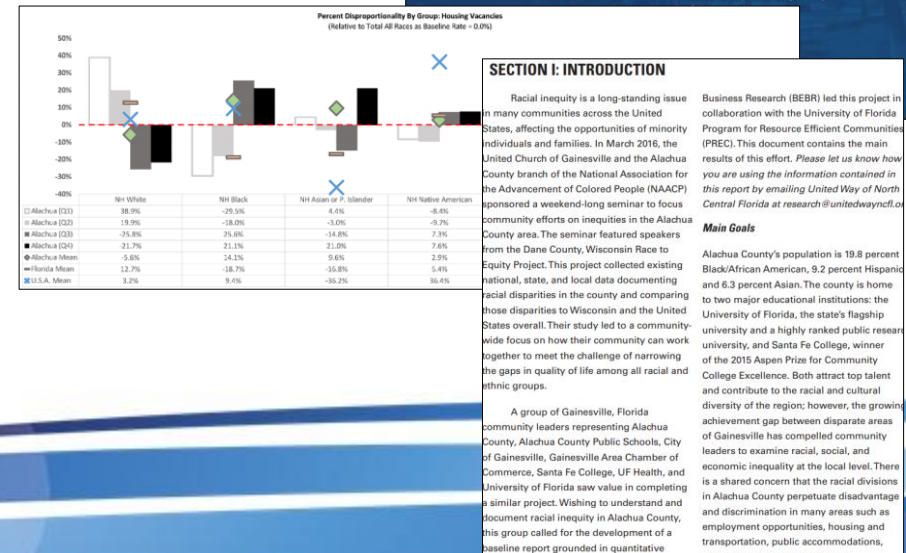 Percent Disproportionality By Group: Housing Vacancies
(Relative to Total All Races as Baseline Rate = 0.0%)
50%
40%
30%
20%
10%
0%
-10%
-20%
-30%
-40%
NH White NH Black NH Asian or P. Islander NH Native American
Alachua (Q1) 38.9% -29.5% 4.4% -8.4%
Alachua (Q2) 19.9% -18.0% -3.0% -9.7%
Alachua (Q3) -25.8% 25.6% -14.8% 7.3%
Alachua (Q4) -21.7% 21.1% 21.0% 7.6%
Alachua Mean -5.6% 14.1% 9.6% 2.9%
Florida Mean 12.7% -18.7% -16.8% 5.4%
U.S.A. Mean 3.2% 9.4% -36.2% 36.4%
SECTION I: INTRODUCTION
Racial inequity is a long-standing issue
in many communities across the United
States, affecting the opportunities of minority
individuals and families. In March 2016, the
United Church of Gainesville and the Alachua
County branch of the National Association for
the Advancement of Colored People (NAACP)
sponsored a weekend-long seminar to focus
community efforts on inequities in the Alachua
County area. The seminar featured speakers
from the Dane County, Wisconsin Race to
Equity Project. This project collected existing
national, state, and local data documenting
racial disparities in the county and comparing
those disparities to Wisconsin and the United
States overall. Their study led to a community-
wide focus on how their community can work
together to meet the challenge of narrowing
the gaps in quality of life among all racial and
ethnic groups.
A group of Gainesville, Florida
community leaders representing Alachua
County, Alachua County Public Schools, City
of Gainesville, Gainesville Area Chamber of
Commerce, Santa Fe College, UF Health, and
University of Florida saw value in completing
a similar project. Wishing to understand and
document racial inequity in Alachua County,
this group called for the development of a
baseline report grounded in quantitative
Business Research (BEBR) led this project in
collaboration with the University of Florida
Program for Resource Efficient Communities
(PREC). This document contains the main
results of this effort. Please let us know how
you are using the information contained in
this report by emailing United Way of North
Central Florida at research@unitedwayncfl.or
Main Goals
Alachua County's population is 19.8 percent
Black/African American, 9.2 percent Hispanic
and 6.3 percent Asian. The county is home
to two major educational institutions: the
University of Florida, the state's flagship
university and a highly ranked public researc
university, and Santa Fe College, winner
of the 2015 Aspen Prize for Community
College Excellence. Both attract top talent
and contribute to the racial and cultural
diversity of the region; however, the growing
achievement gap between disparate areas
of Gainesville has compelled community
leaders to examine racial, social, and
economic inequality at the local level. There
is a shared concern that the racial divisions
in Alachua County perpetuate disadvantage
and discrimination in many areas such as
employment opportunities, housing and
transportation, public accommodations,